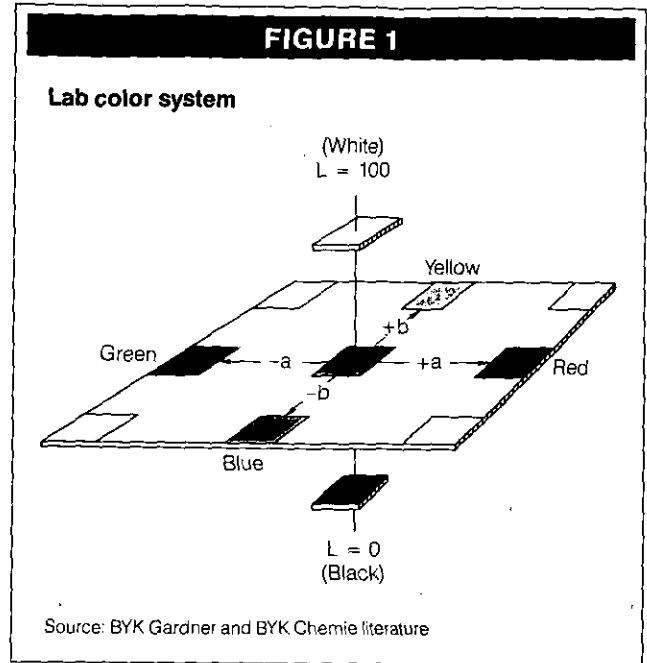 FIGURE 1
Lab color system
(White)
L = 100
Yellow
+b
Green
-a
+a
Red
-b
Blue
L = 0
(Black)
Source: BYK Gardner and BYK Chemie literature